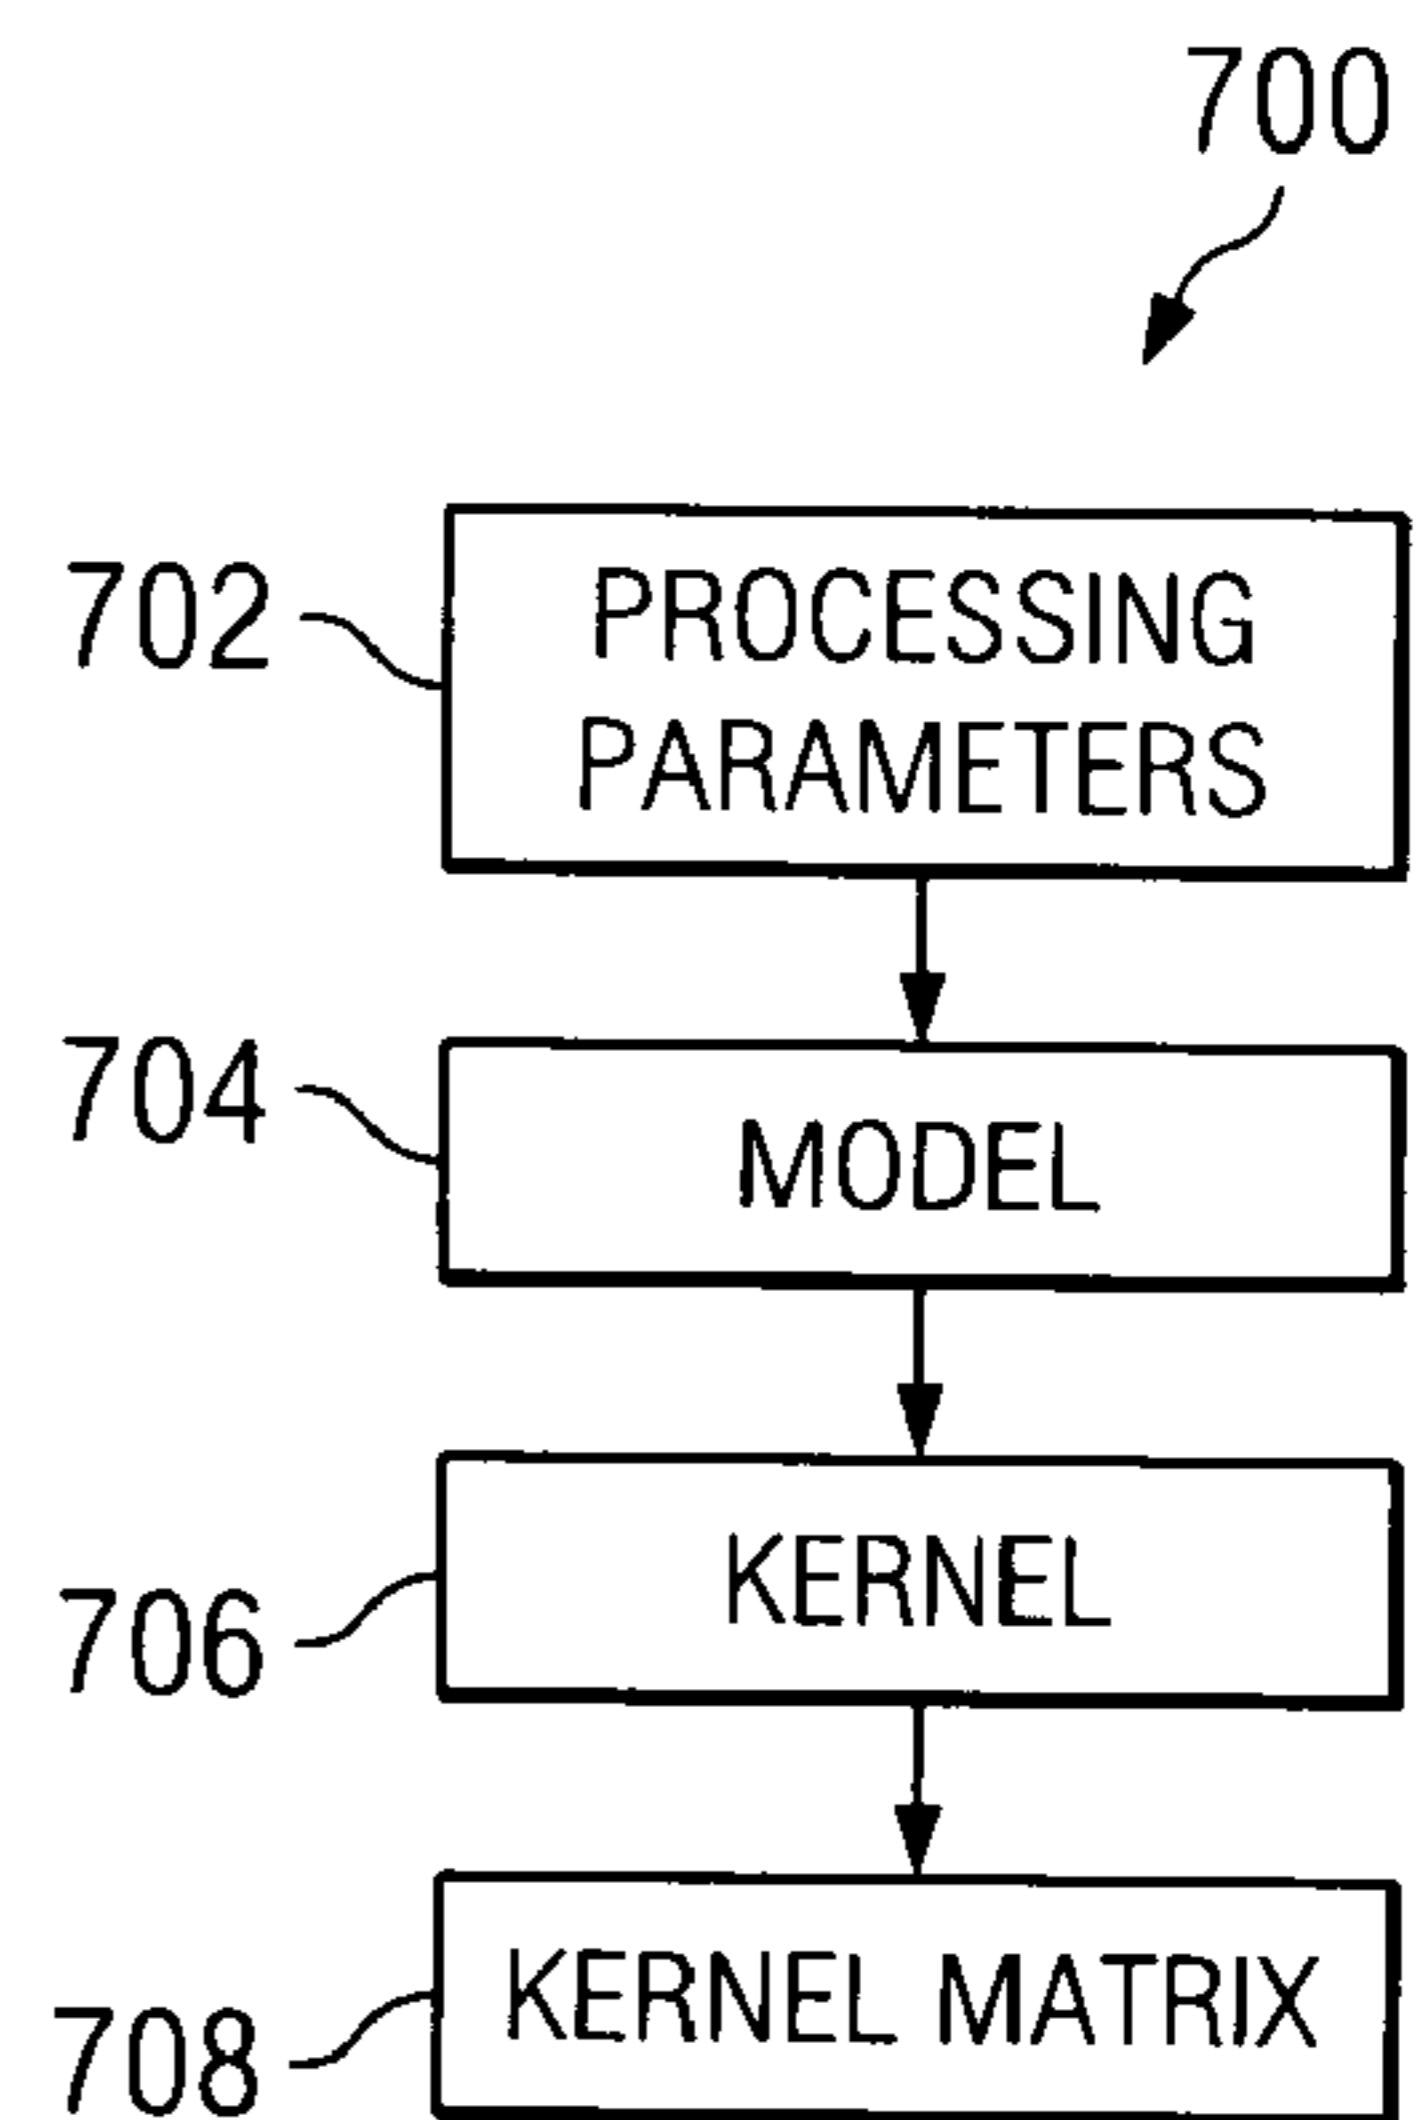 700
702
PROCESSING
PARAMETERS
704
MODEL
706
KERNEL
708
KERNEL MATRIX